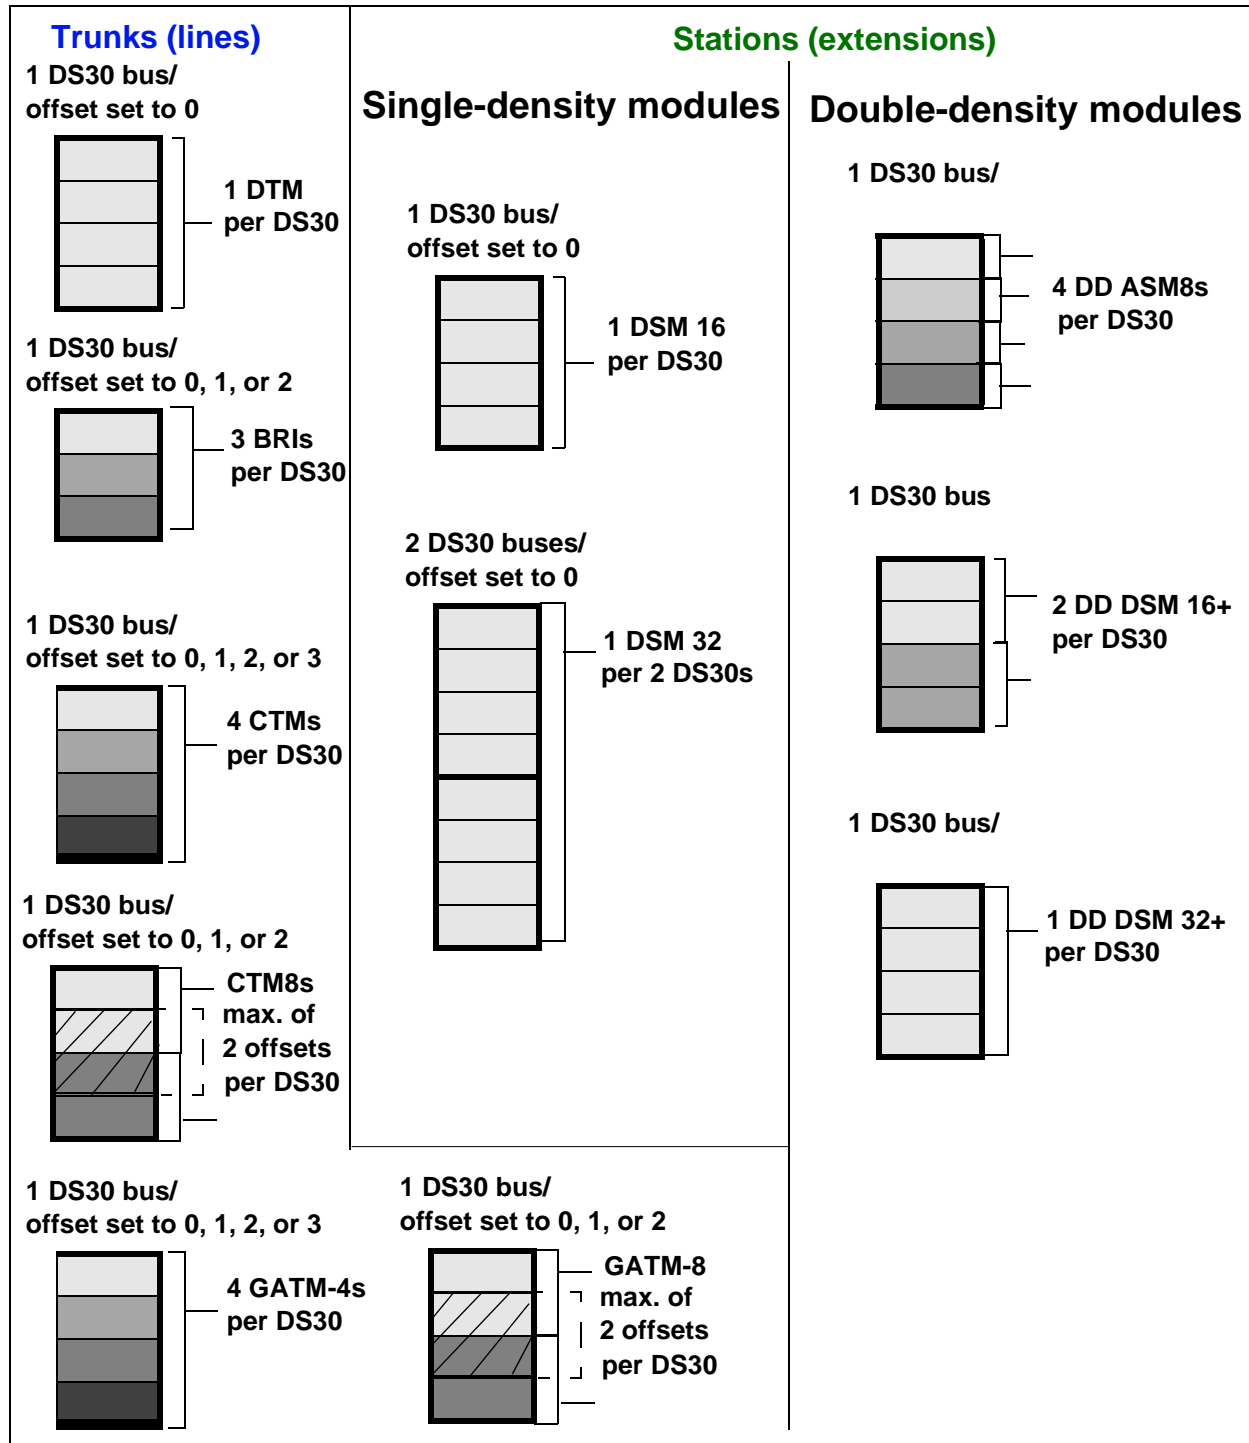 Trunks (lines)
1 DS30 bus/
offset set to 0
1 DTM
per DS30
1 DS30 bus/
offset set to 0, 1, or 2
3 BRIs
per DS30
1 DS30 bus/
offset set to 0, 1, 2, or 3
4 CTMs
per DS30
1 DS30 bus/
offset set to 0, 1, or 2
CTM8s
max. of
2 offsets
per DS30
1 DS30 bus/
offset set to 0, 1, 2, or 3
4 GATM-4s
per DS30
Stations (extensions)
Single-density modules
1 DS30 bus/
offset set to 0
1 DSM 16
per DS30
2 DS30 buses/
offset set to 0
1 DSM 32
per 2 DS30s
1 DS30 bus/
offset set to 0, 1, or 2
GATM-8
max. of
2 offsets
per DS30
Double-density modules
1 DS30 bus/
4 DD ASM8s
per DS30
1 DS30 bus
2 DD DSM 16+
per DS30
1 DS30 bus/
1 DD DSM 32+
per DS30